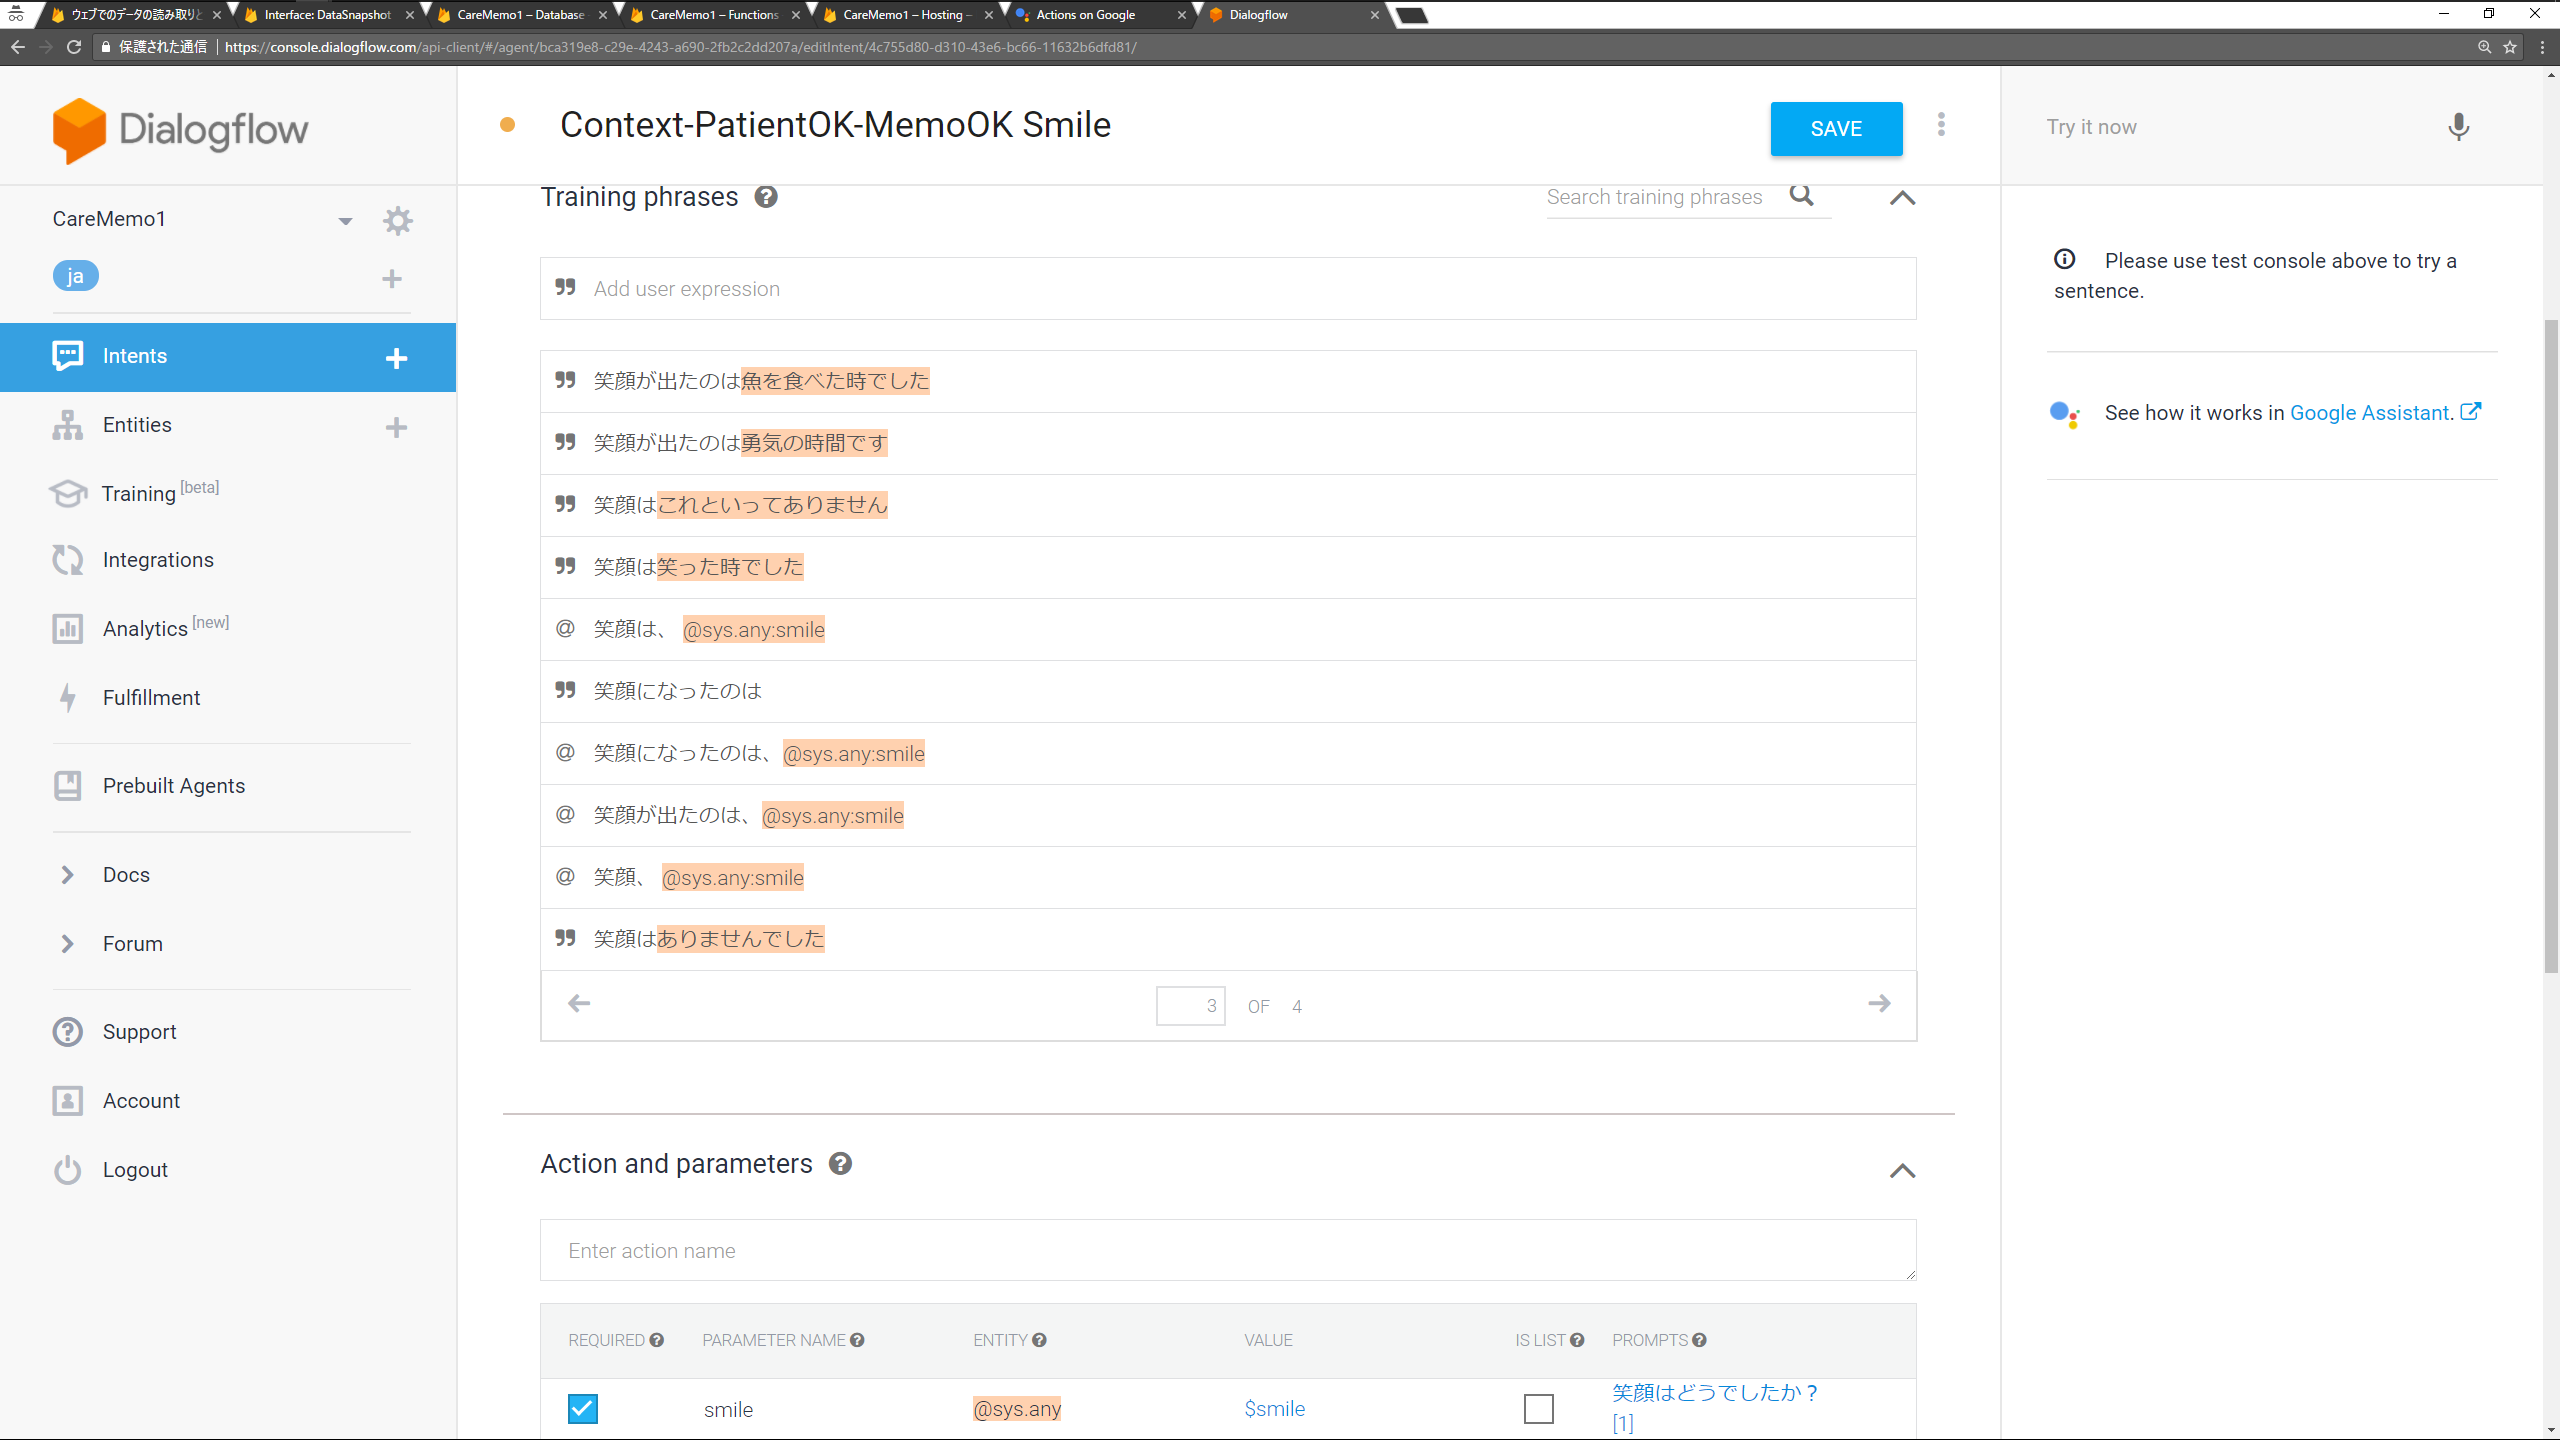 ウェブでのデータの読み取りと
Interface: DataSnapshot
CareMemo1 – Database
CareMemo1 – Functions
CareMemo1 – Hosting –
Actions on Google
Dialogflow
保護された通信 | https://console.dialogflow.com/api-client/#/agent/bca319e8-c29e-4243-a690-2fb2c2dd207a/editIntent/4c755d80-d310-43e6-bc66-11632b6dfd81/
Dialogflow
CareMemo1
ja
Intents
Entities
Training [beta]
Integrations
Analytics [new]
Fulfillment
Prebuilt Agents
Docs
Forum
Support
Account
Logout
Context-PatientOK-MemoOK Smile
SAVE
Training phrases
Search training phrases
Add user expression
笑顔が出たのは魚を食べた時でした
笑顔が出たのは勇気の時間です
笑顔はこれといってありません
笑顔は笑った時でした
@ 笑顔は、 @sys.any:smile
笑顔になったのは
@ 笑顔になったのは、@sys.any:smile
@ 笑顔が出たのは、@sys.any:smile
@ 笑顔、 @sys.any:smile
笑顔はありませんでした
3 OF 4
Action and parameters
Enter action name
REQUIRED PARAMETER NAME ENTITY VALUE IS LIST PROMPTS
smile @sys.any $smile 笑顔はどうでしたか？
[1]
Try it now
Please use test console above to try a
sentence.
See how it works in Google Assistant.